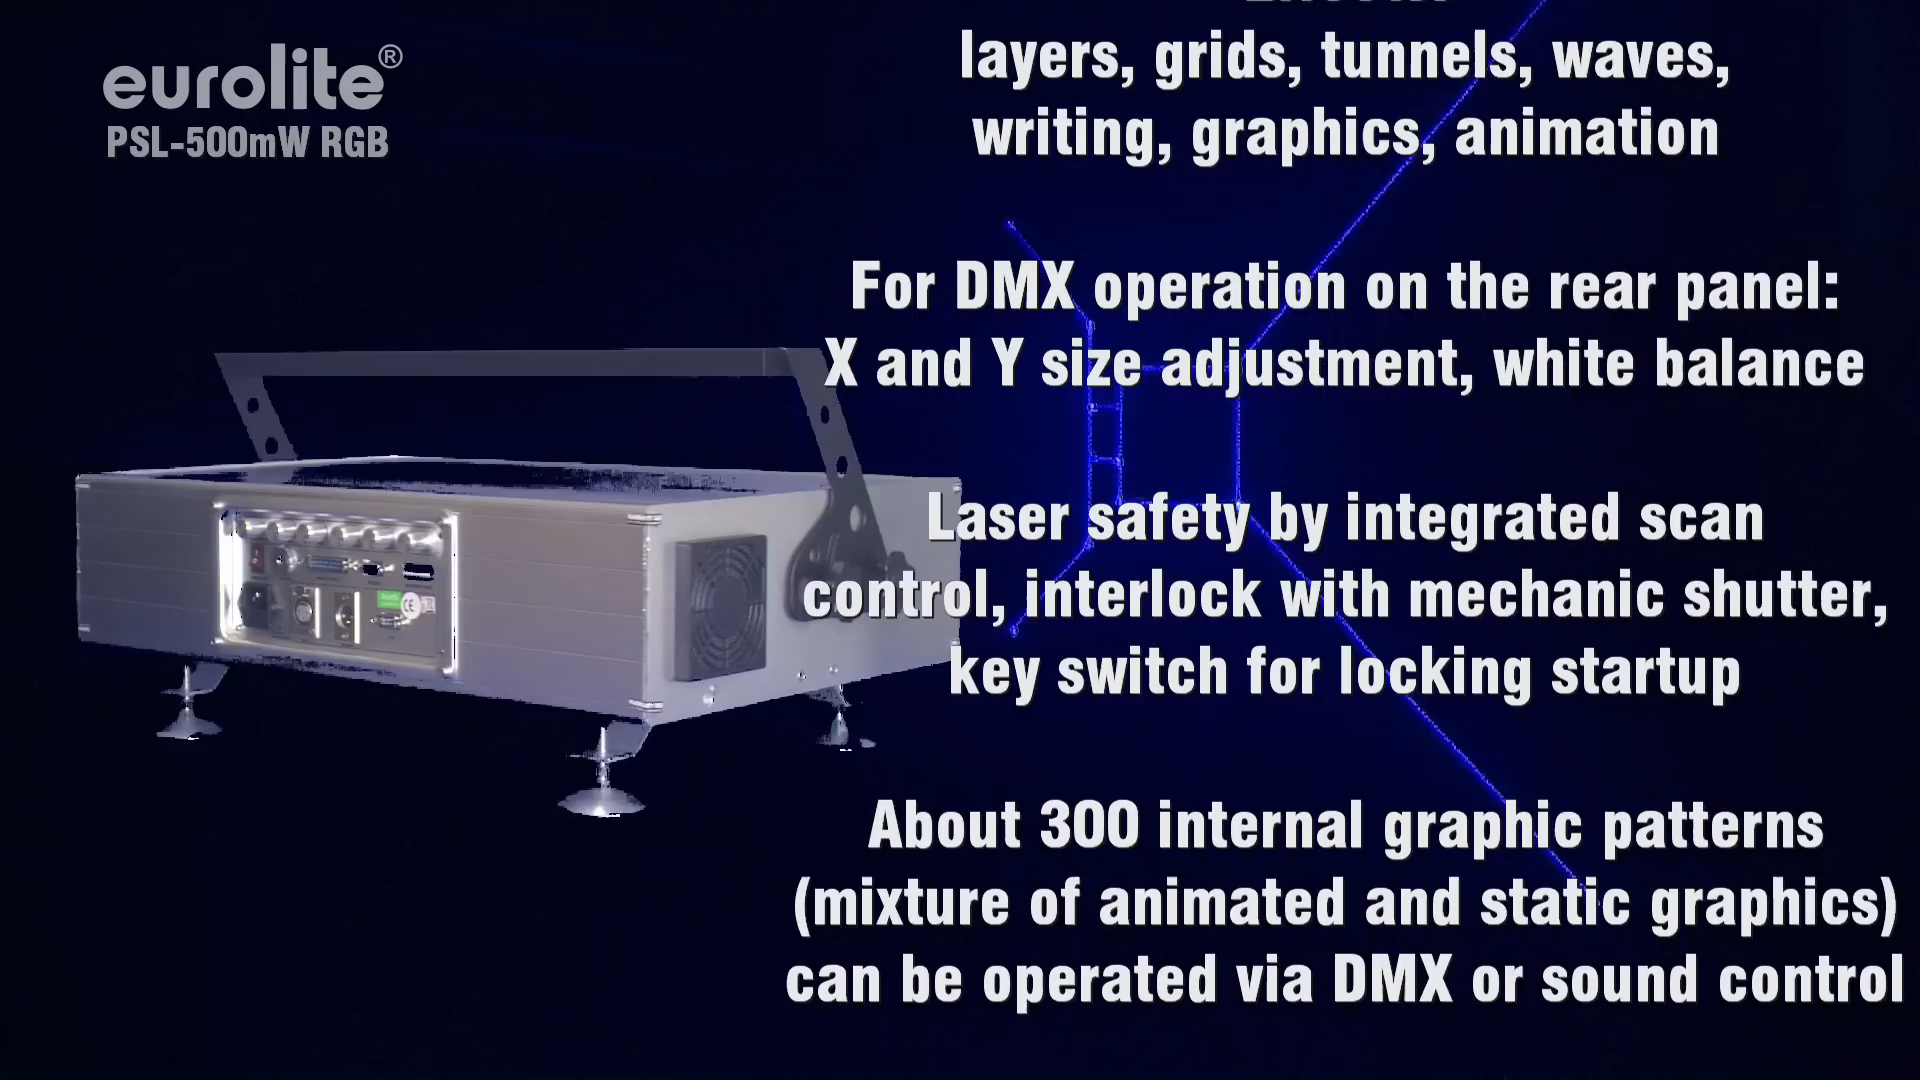 eurolite®
PSL-500mW RGB
layers, grids, tunnels, waves,
writing, graphics, animation
For DMX operation on the rear panel:
X and Y size adjustment, white balance
Laser safety by integrated scan
control, interlock with mechanic shutter,
key switch for locking startup
About 300 internal graphic patterns
(mixture of animated and static graphics)
can be operated via DMX or sound control